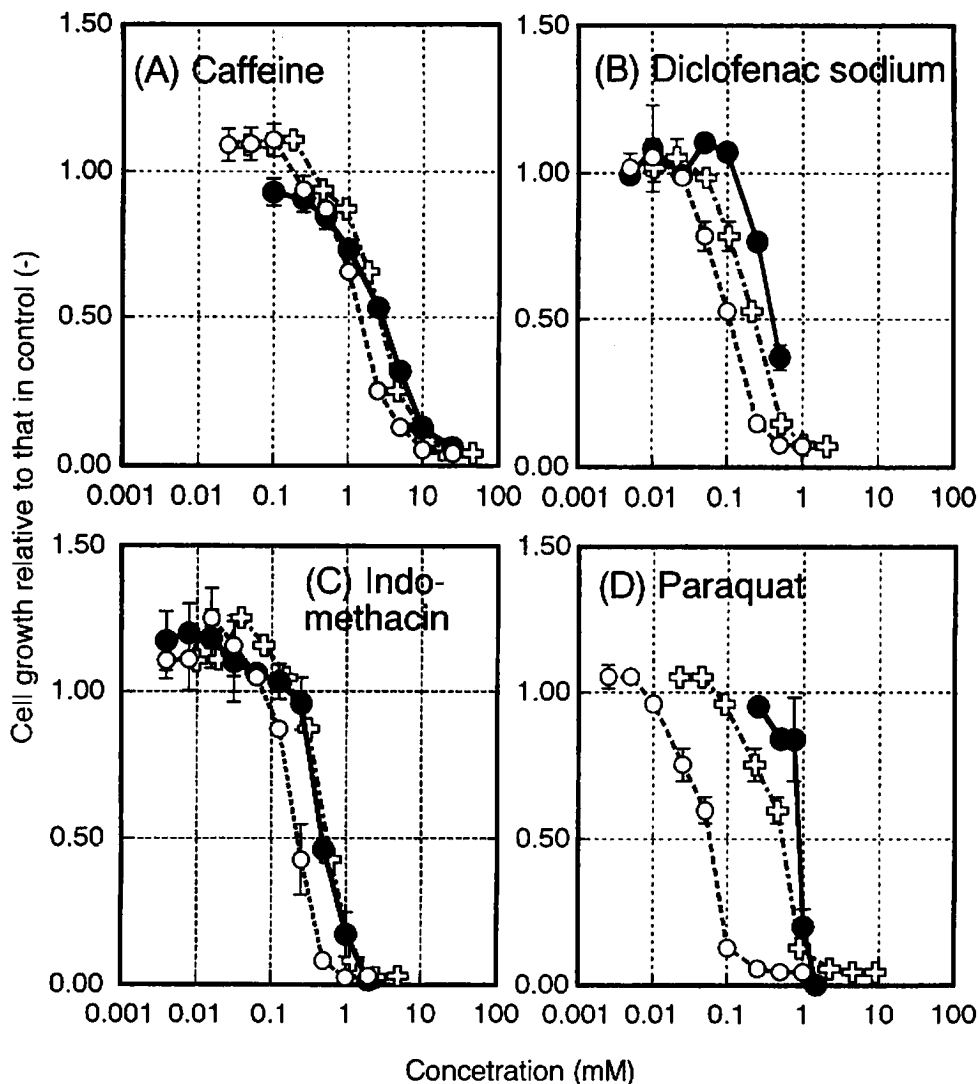 Cell growth relative to that in control (-)
1.50
1.00
0.50
0.00
(A) Caffeine
0.001 0.01 0.1 1 10 100
1.50
1.00
0.50
0.00
(B) Diclofenac sodium
0.001 0.01 0.1 1 10 100
1.50
1.00
0.50
0.00
(C) Indo-
methacin
0.001 0.01 0.1 1 10 100
1.50
1.00
0.50
0.00
(D) Paraquat
0.001 0.01 0.1 1 10 100
Concetration (mM)